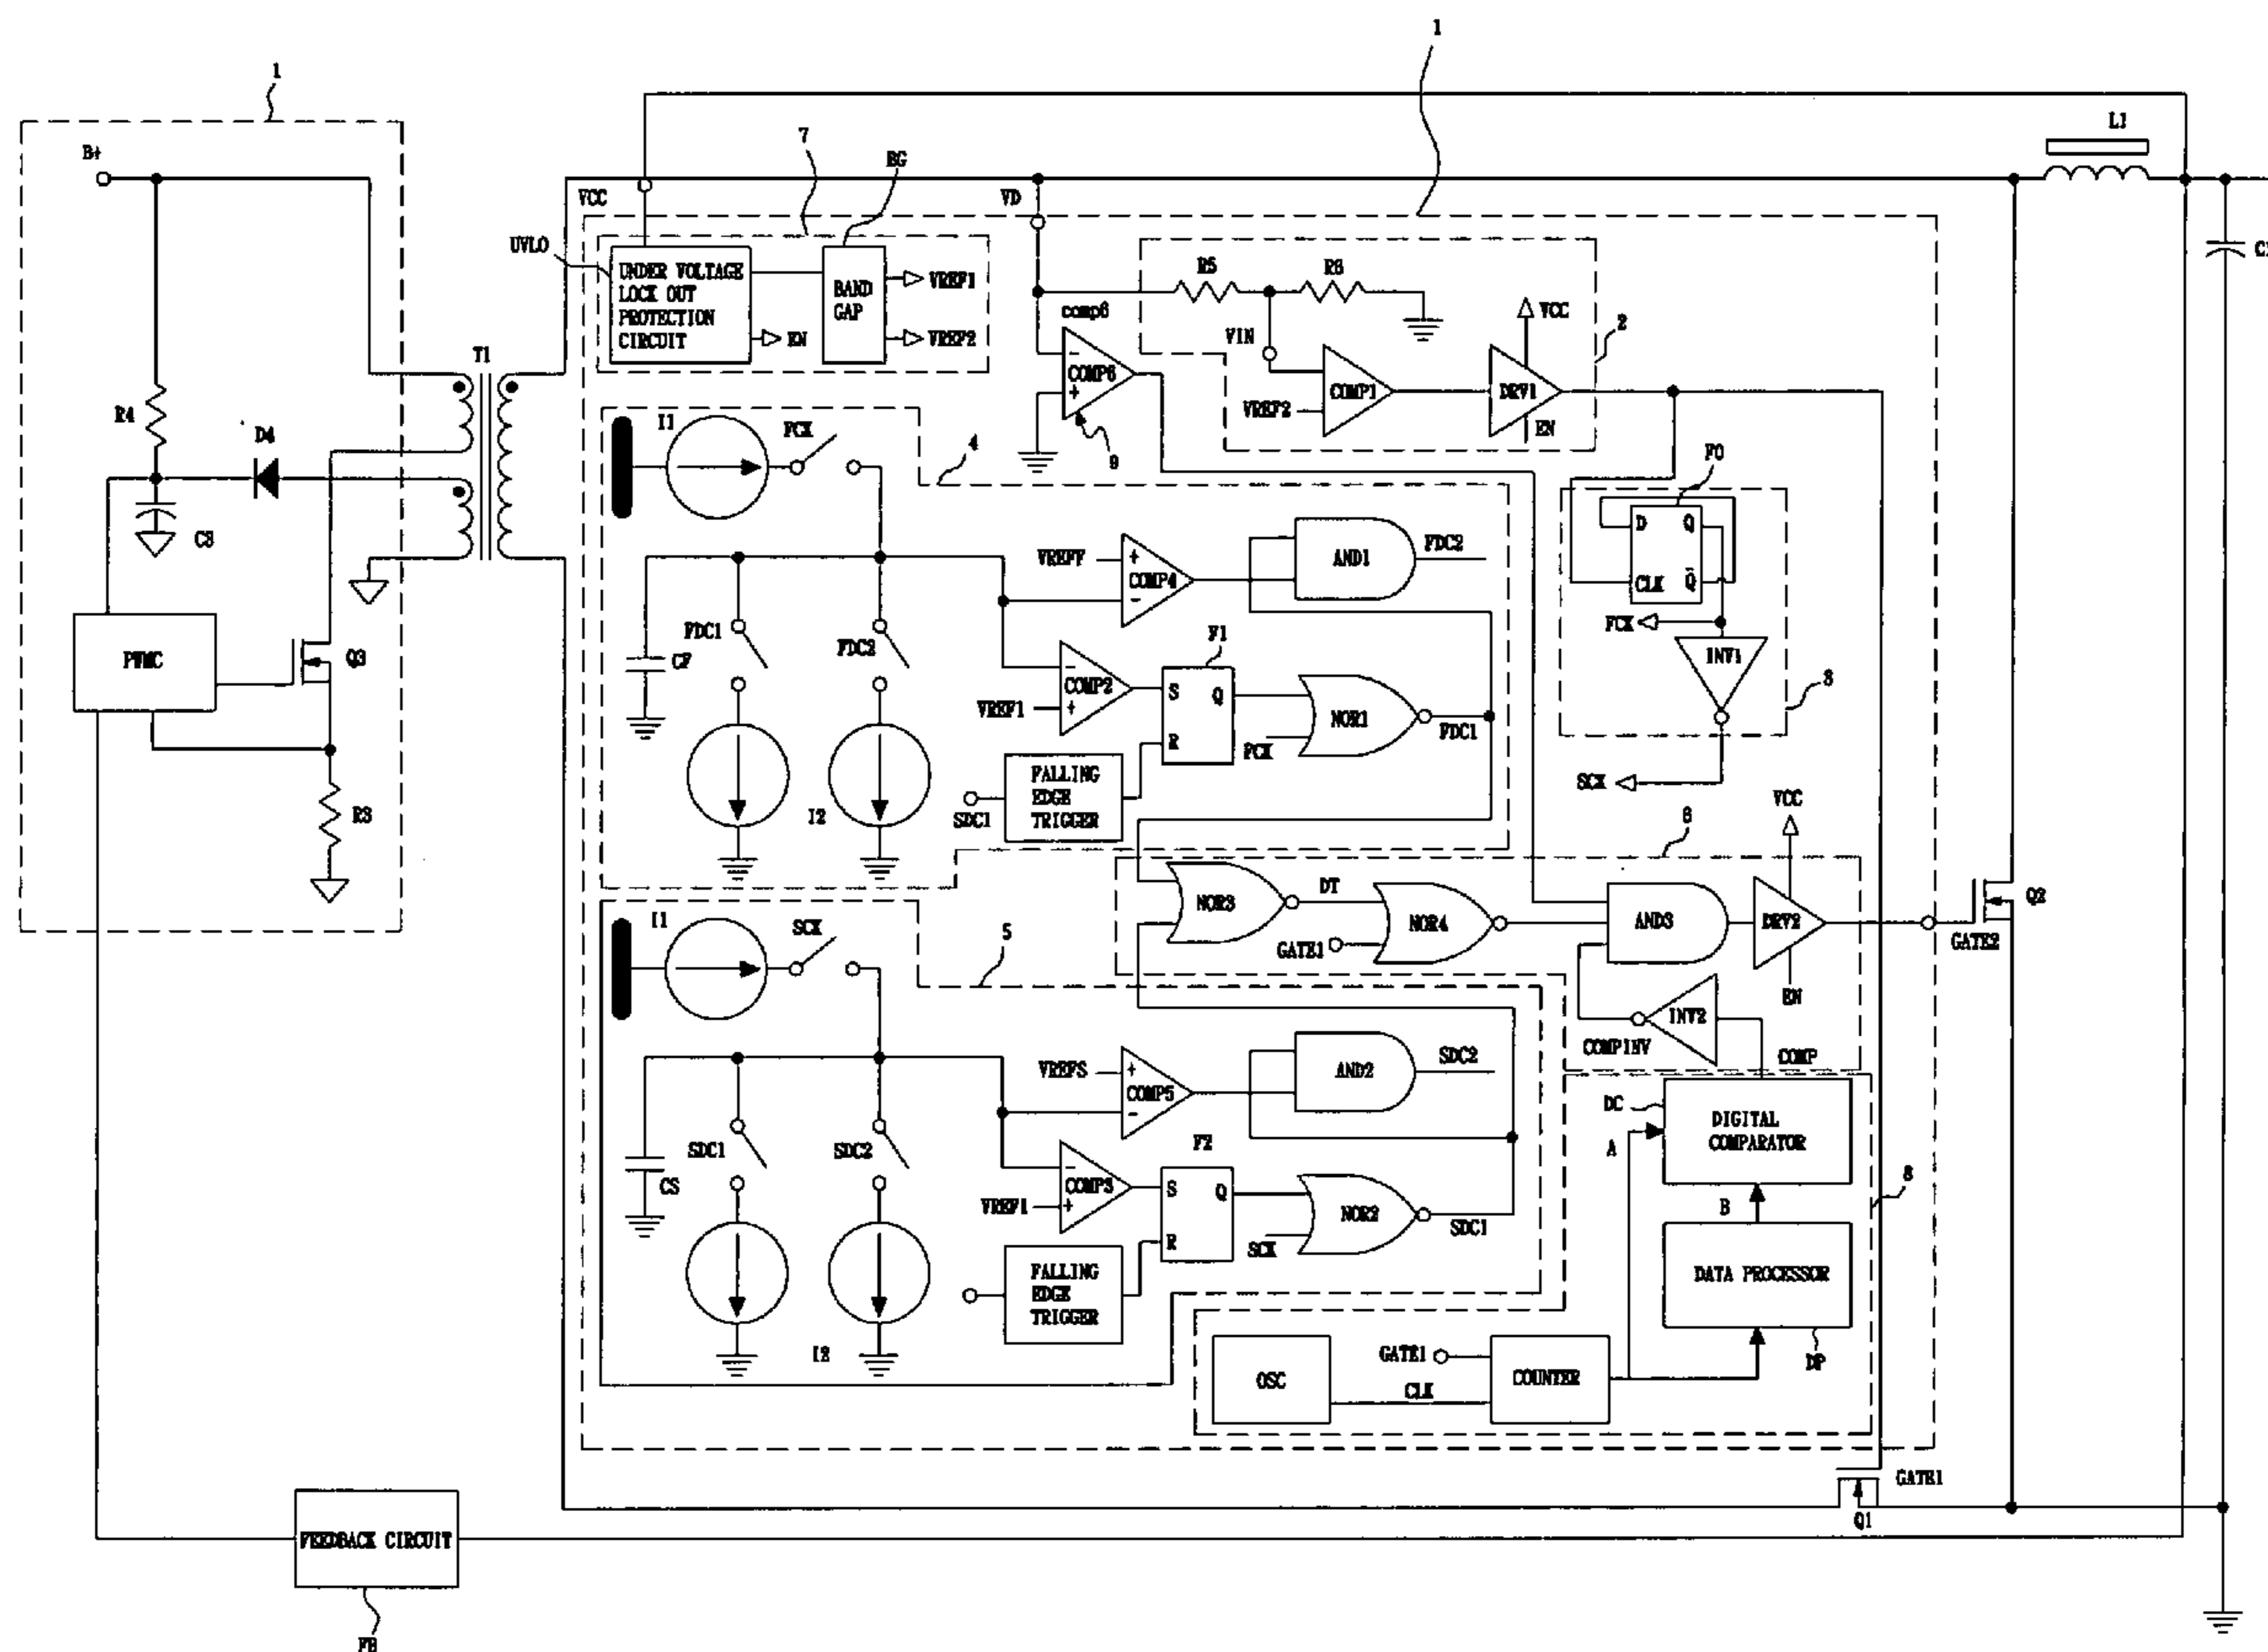 1
1
B+
7
BG
L1
VCC
VD
UVLO
UNDER VOLTAGE
LOCK OUT
PROTECTION
CIRCUIT
EN
BAND
GAP
VREF1
VREF2
comp6
COMP6
9
R5
R6
VIN
VREF2
COMP1
DRV1
VCC
EN
2
T1
R4
D4
C3
I1
FCK
4
F0
D
Q
CLK
Q
FCK
INV1
3
SCK
VREFF
COMP4
+
-
AND1
FDC2
FDC1
FDC2
CF
COMP2
-
+
VREF1
F1
S
Q
R
NOR1
FCK
FDC1
I2
SDC1
FALLING
EDGE
TRIGGER
PWMC
Q3
R3
6
VCC
NOR3
DT
NOR4
GATE1
AND3
DRV2
EN
GATE2
Q2
INV2
COMPINV
COMP
I1
SCK
5
VREFS
COMP5
+
-
AND2
SDC2
SDC1
SDC2
CS
COMP3
-
+
VREF1
F2
S
Q
R
NOR2
SCK
SDC1
FALLING
EDGE
TRIGGER
DC
A
DIGITAL
COMPARATOR
B
8
DATA PROCESSOR
DP
OSC
GATE1
CLK
COUNTER
GATE1
Q1
FEEDBACK CIRCUIT
FB